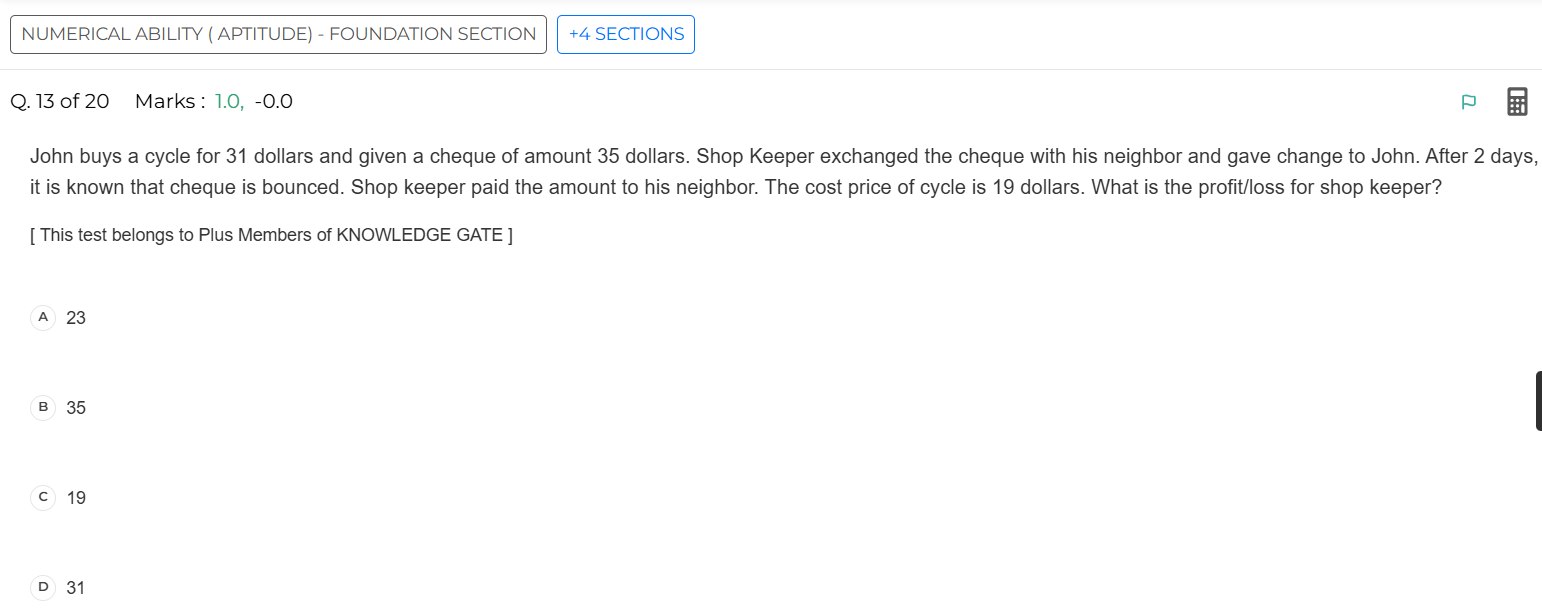 NUMERICAL ABILITY ( APTITUDE) - FOUNDATION SECTION
+4 SECTIONS
Q. 13 of 20 Marks : 1.0, -0.0
John buys a cycle for 31 dollars and given a cheque of amount 35 dollars. Shop Keeper exchanged the cheque with his neighbor and gave change to John. After 2 days,
it is known that cheque is bounced. Shop keeper paid the amount to his neighbor. The cost price of cycle is 19 dollars. What is the profit/loss for shop keeper?
[ This test belongs to Plus Members of KNOWLEDGE GATE ]
A 23
B 35
C 19
D 31